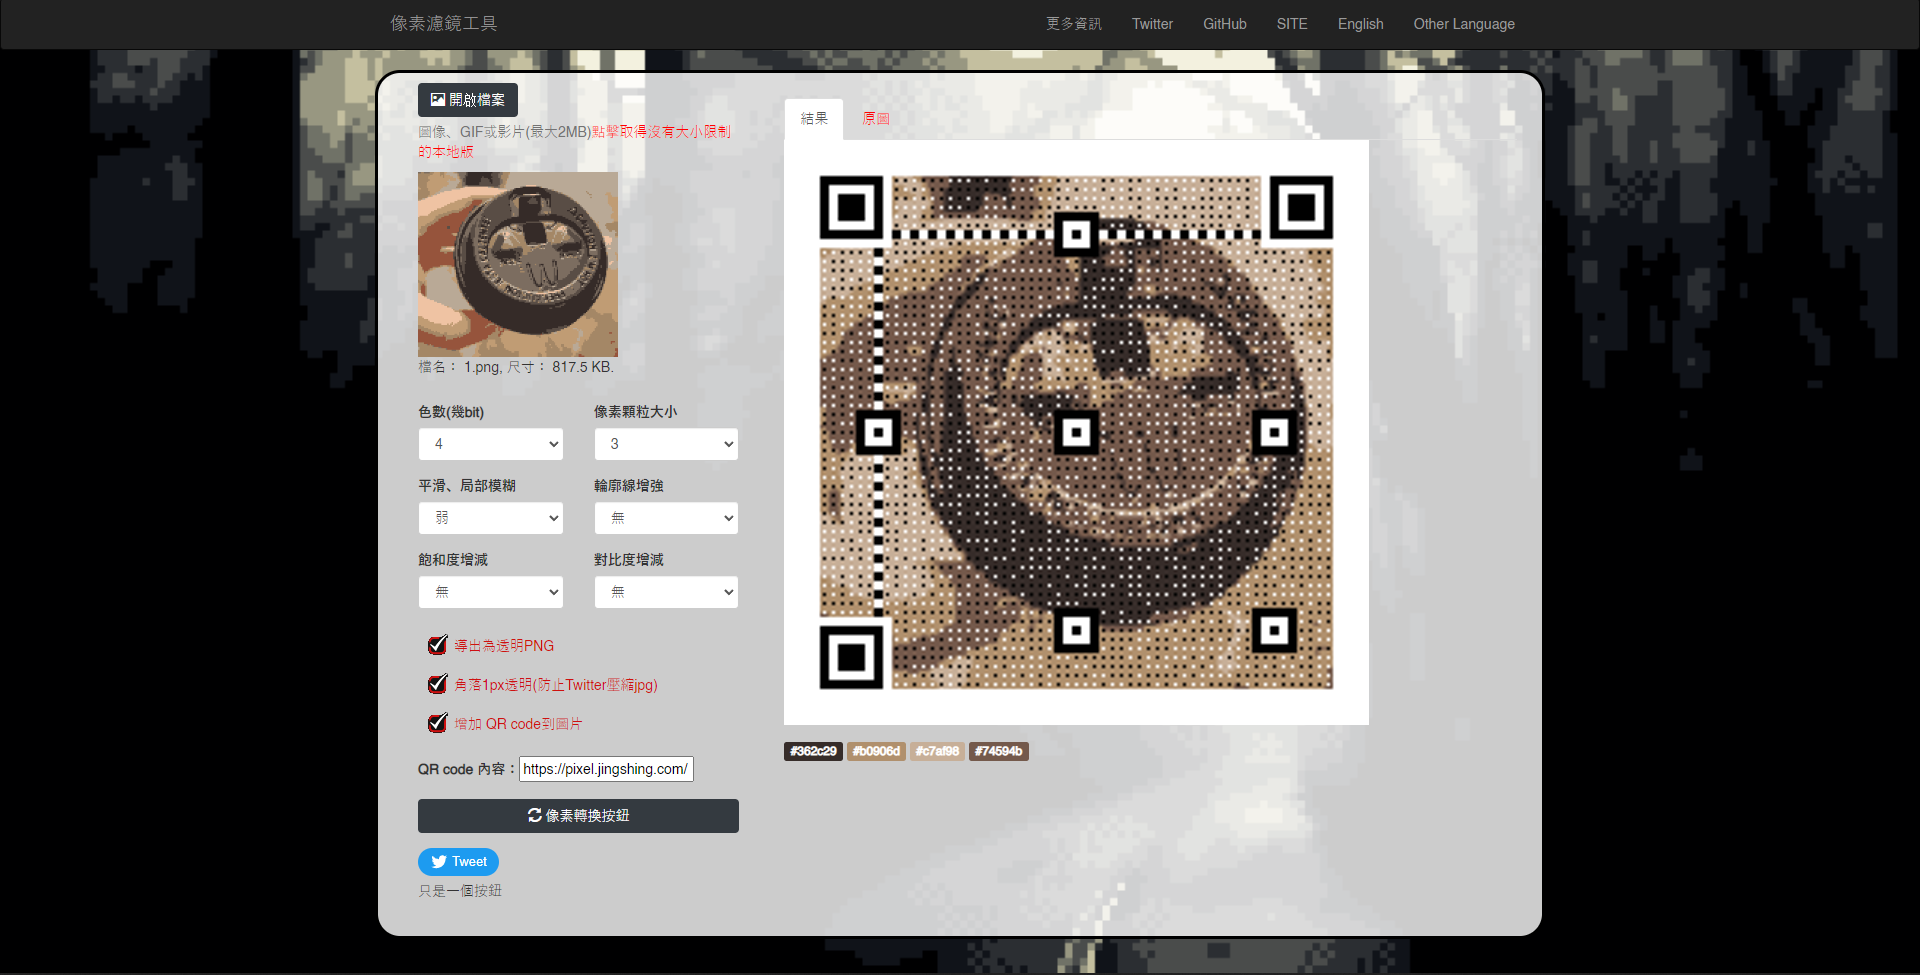 像素濾鏡工具
更多資訊 Twitter GitHub SITE English Other Language
開啟檔案
圖像、GIF或影片(最大2MB)點擊取得沒有大小限制
的本地版
檔名： 1.png, 尺寸： 817.5 KB.
色數(幾bit) 像素顆粒大小
4 3
平滑、局部模糊 輪廓線增強
弱 無
飽和度增減 對比度增減
無 無
導出為透明PNG
角落1px透明(防止Twitter壓縮jpg)
增加 QR code到圖片
QR code 內容： https://pixel.jingshing.com/
像素轉換按鈕
Tweet
只是一個按鈕
結果 原圖
#362c29 #b0906d #c7af98 #74594b